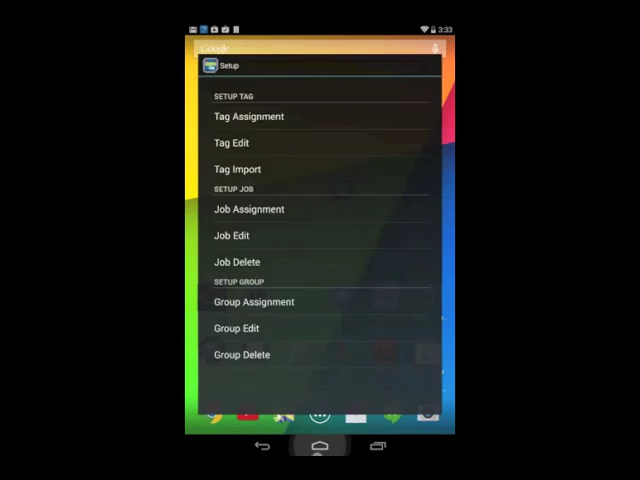 3:33
Google
Setup
SETUP TAG
Tag Assignment
Tag Edit
Tag Import
SETUP JOB
Job Assignment
Job Edit
Job Delete
SETUP GROUP
Group Assignment
Group Edit
Group Delete